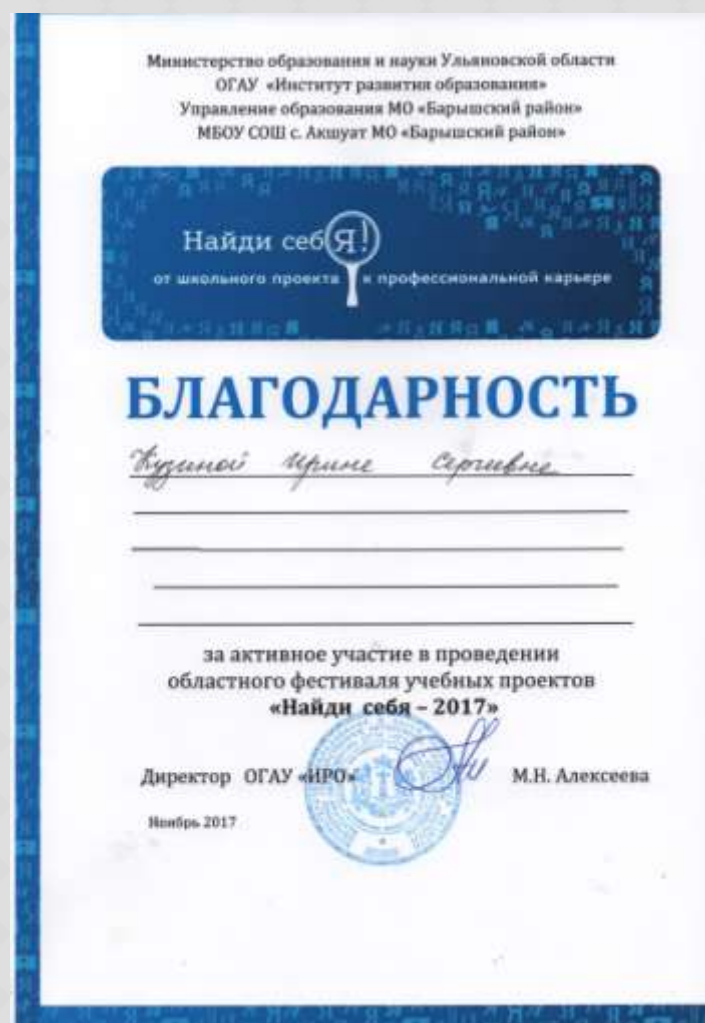 Министерство образования и науки Ульяновской области
ОГАУ «Институт развития образования»
Управление образования МО «Барышский район»
МБОУ СОШ с. Акшуат МО «Барышский район»
Найди себЯ!
от школьного проекта к профессиональной карьере
БЛАГОДАРНОСТЬ
Кузиной Ирине Сергеевне
за активное участие в проведении
областного фестиваля учебных проектов
«Найди себя – 2017»
Директор ОГАУ «ИРО» М.Н. Алексеева
Ноябрь 2017